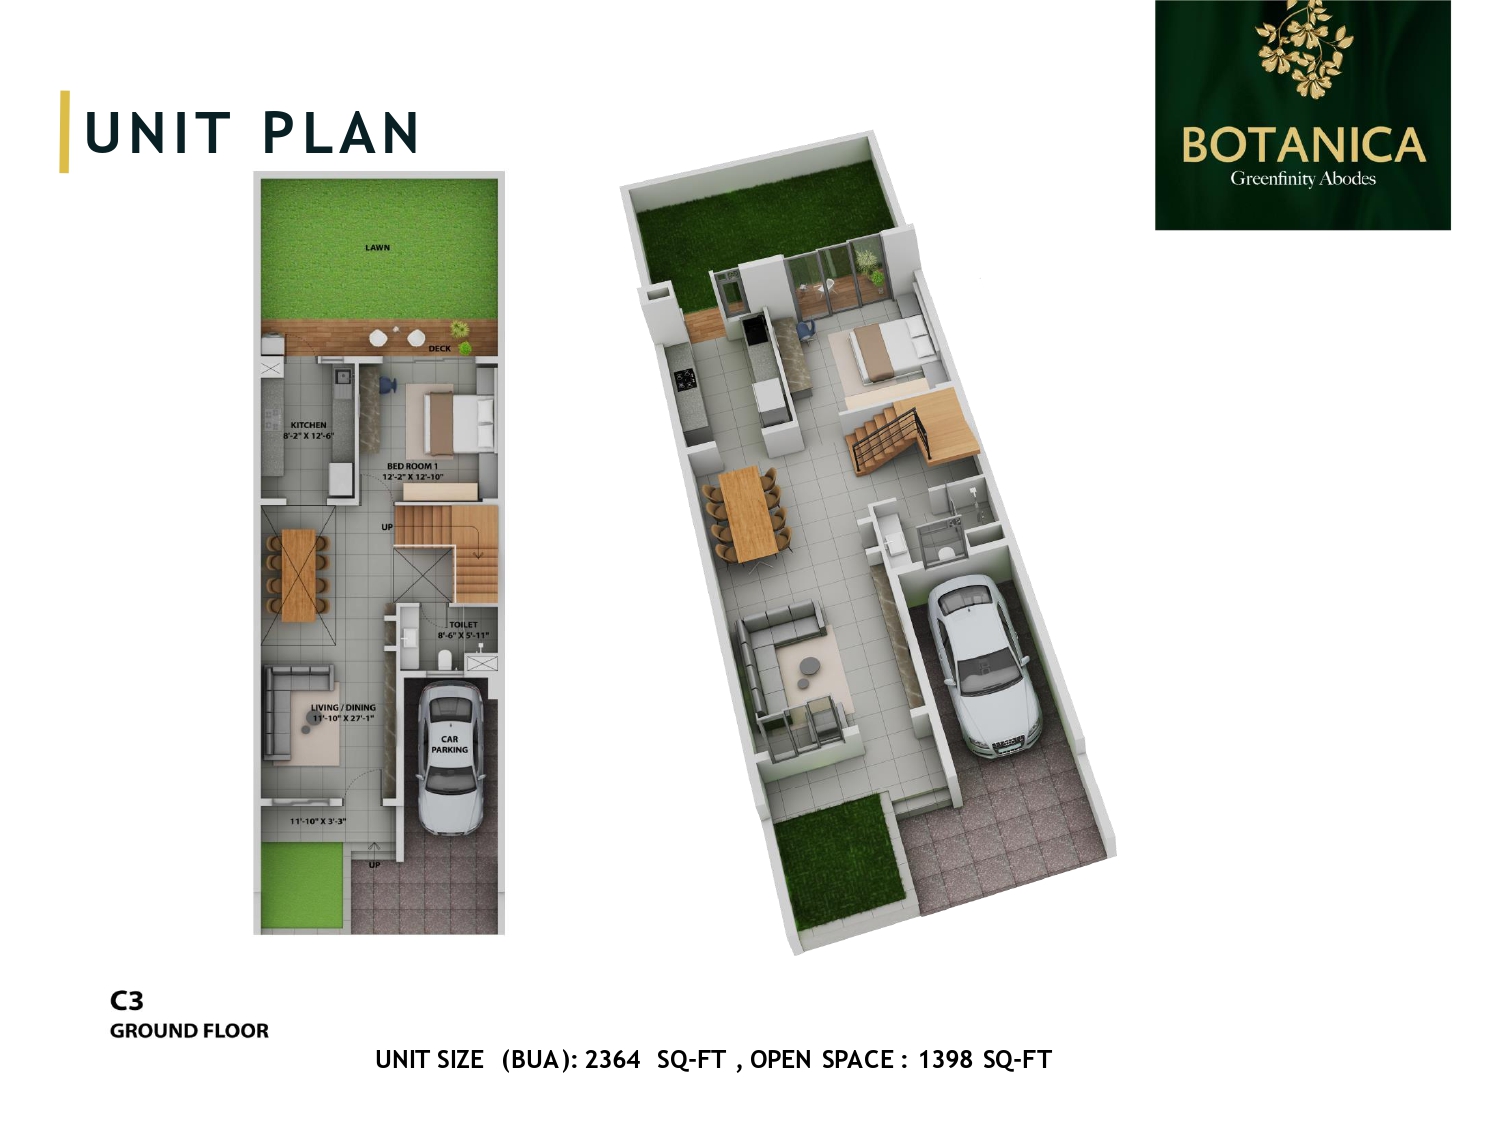 BOTANICA
Greenfinity Abodes
UNIT PLAN
LAWN
DECK
KITCHEN
8'-2" X 12'-6"
BED ROOM 1
12'-2" X 12'-10"
UP
TOILET
8'-6" X 5'-11"
LIVING / DINING
11'-10" X 27'-1"
CAR
PARKING
11'-10" X 3'-3"
UP
C3
GROUND FLOOR
UNIT SIZE (BUA): 2364 SQ-FT , OPEN SPACE : 1398 SQ-FT